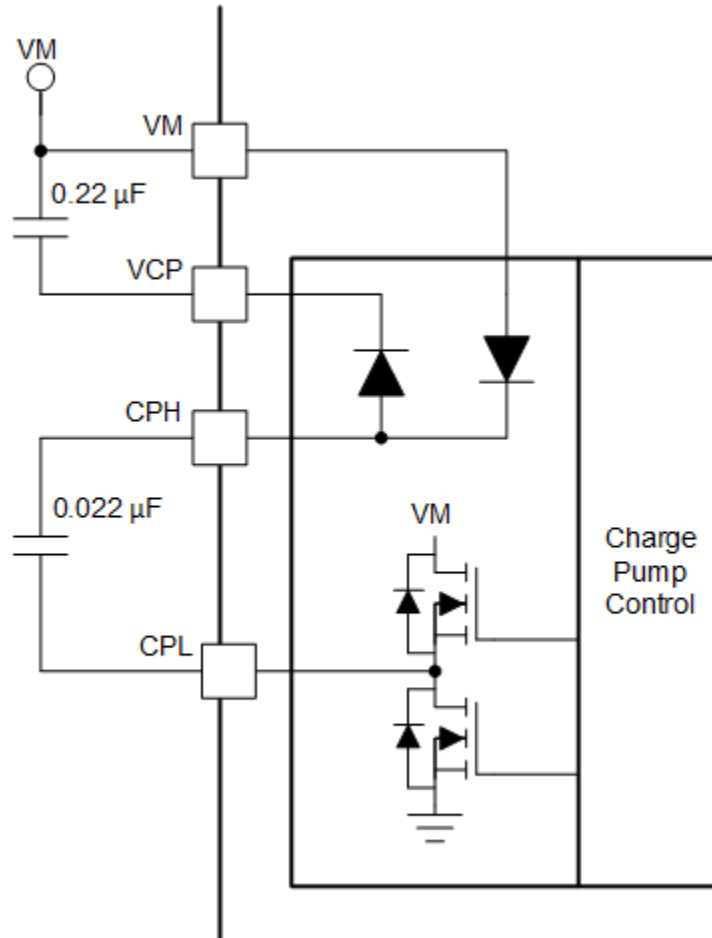 VM
VM
0.22 µF
VCP
CPH
0.022 µF
VM
CPL
Charge
Pump
Control